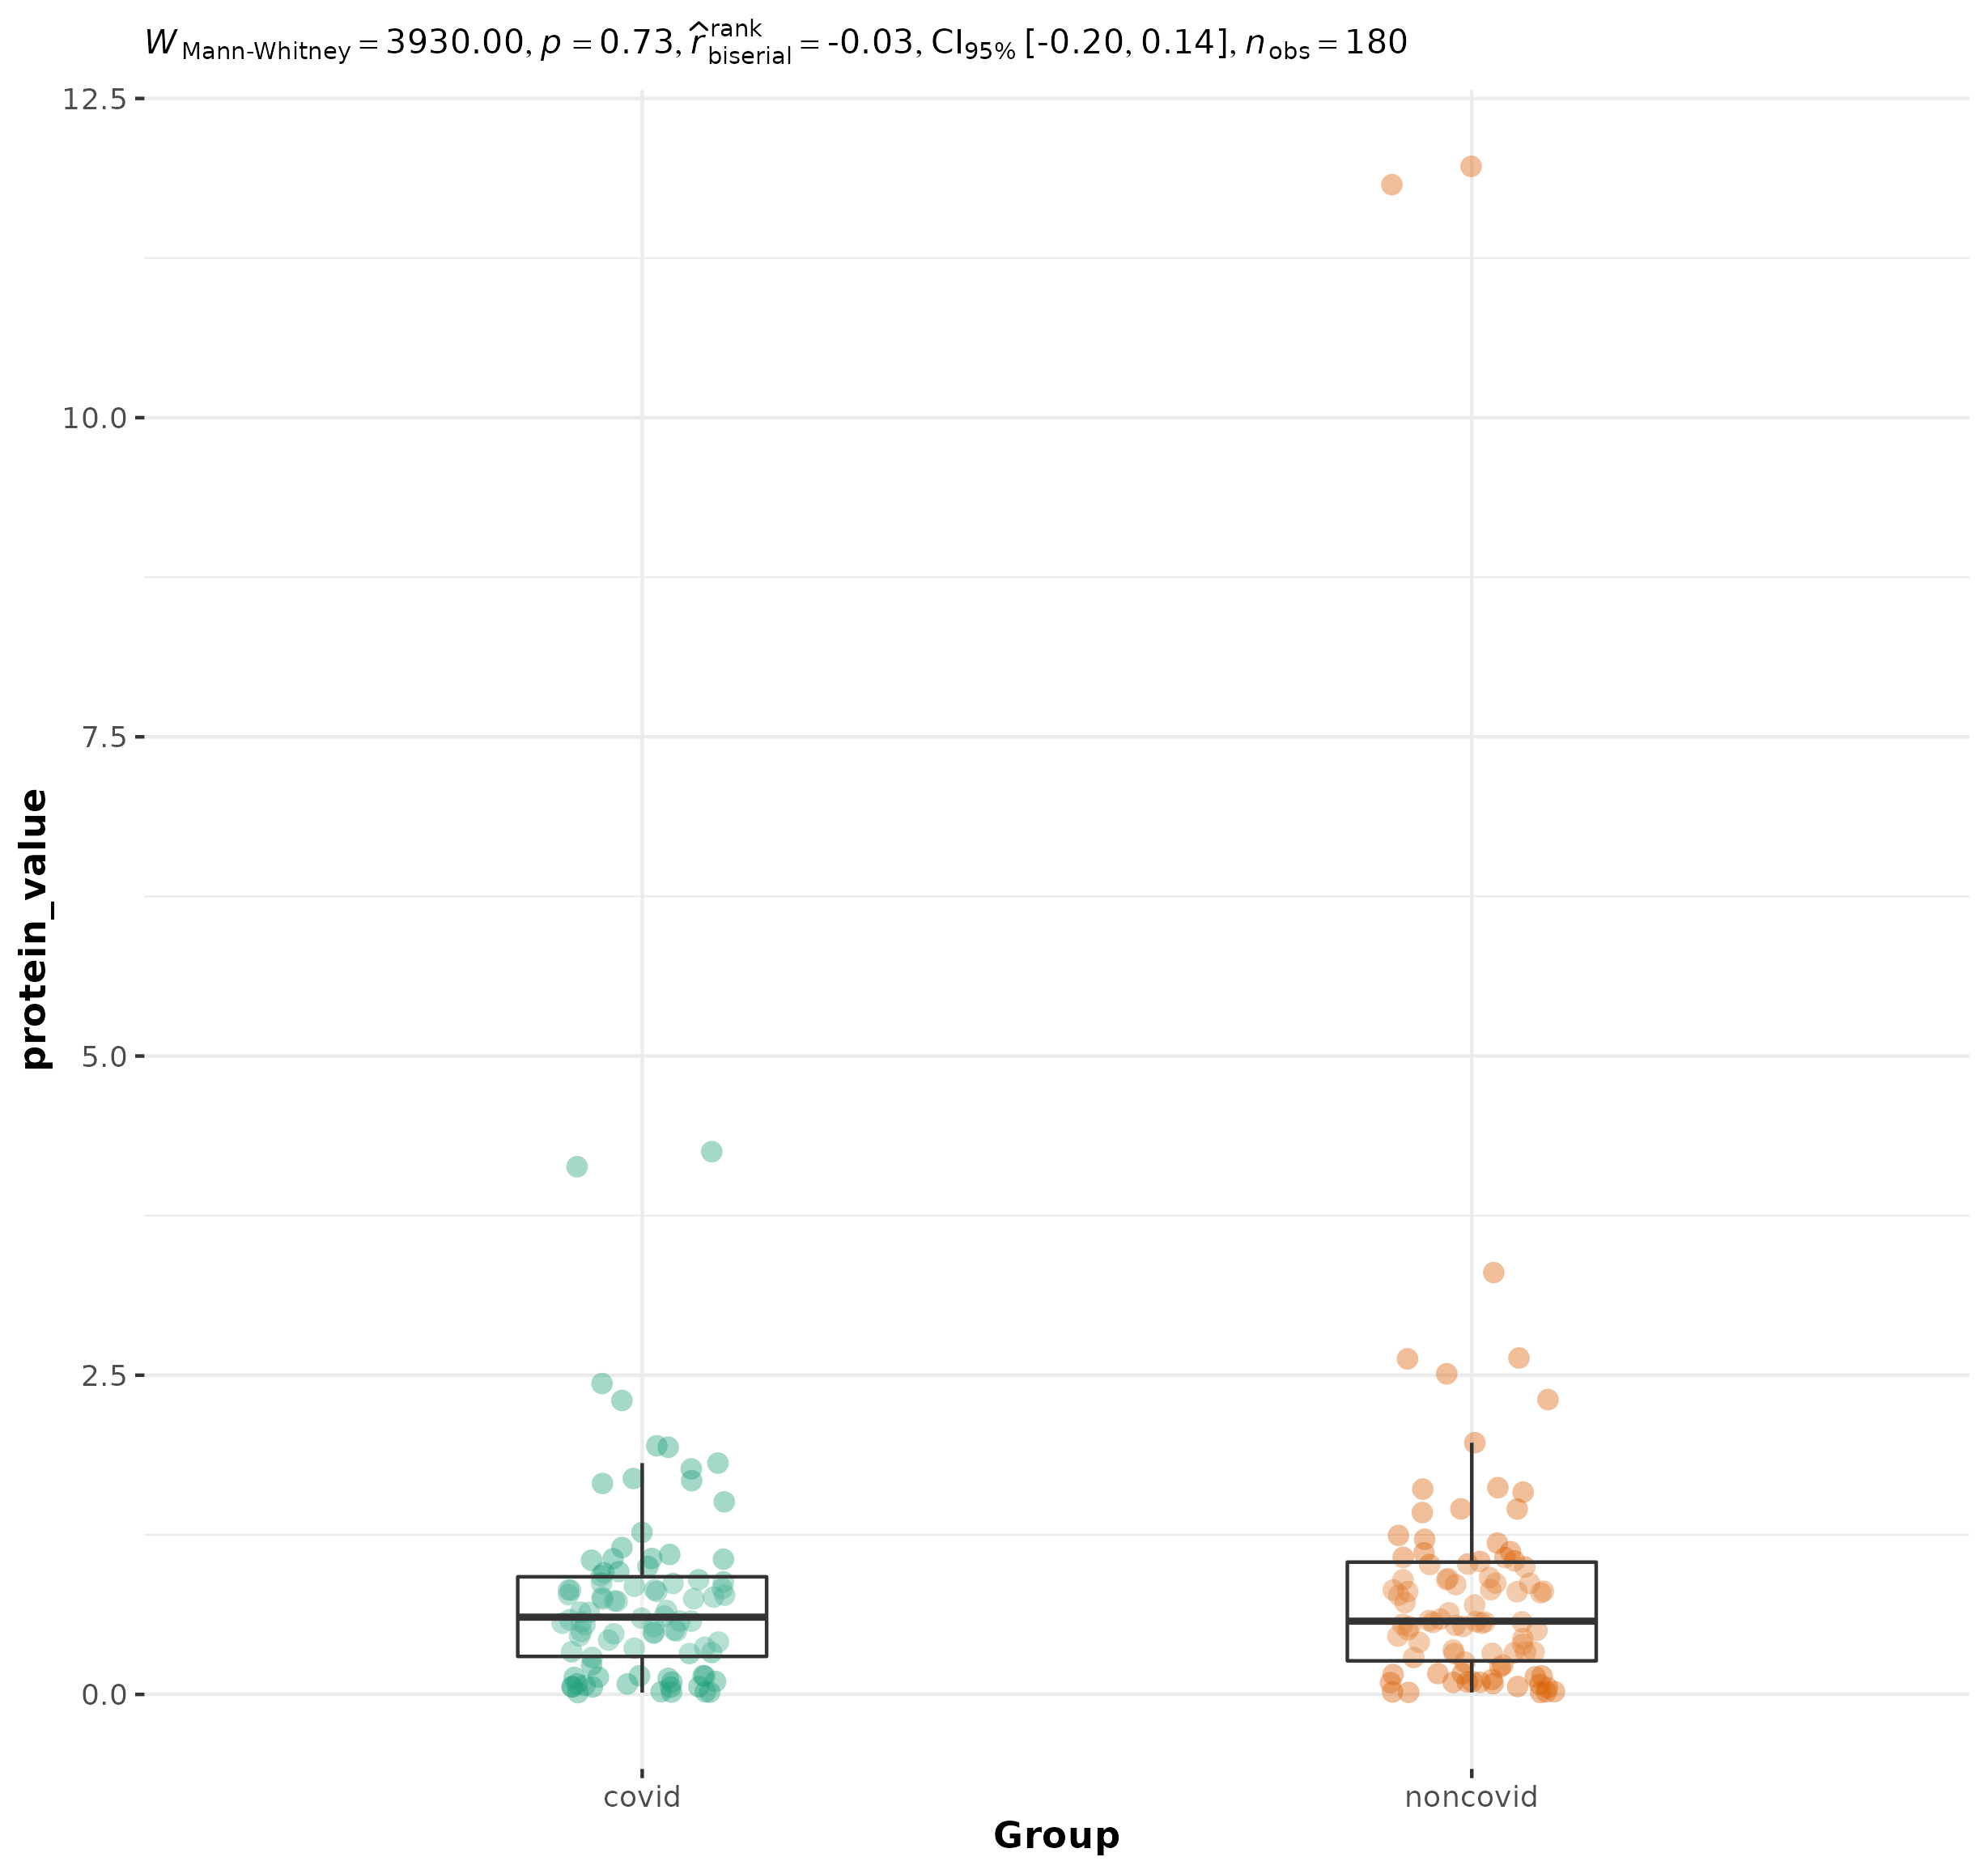 W Mann-Whitney = 3930.00, p = 0.73, r̂ rank biserial = -0.03, CI95% [-0.20, 0.14], nobs = 180
12.5
10.0
7.5
5.0
2.5
0.0
protein_value
covid noncovid
Group